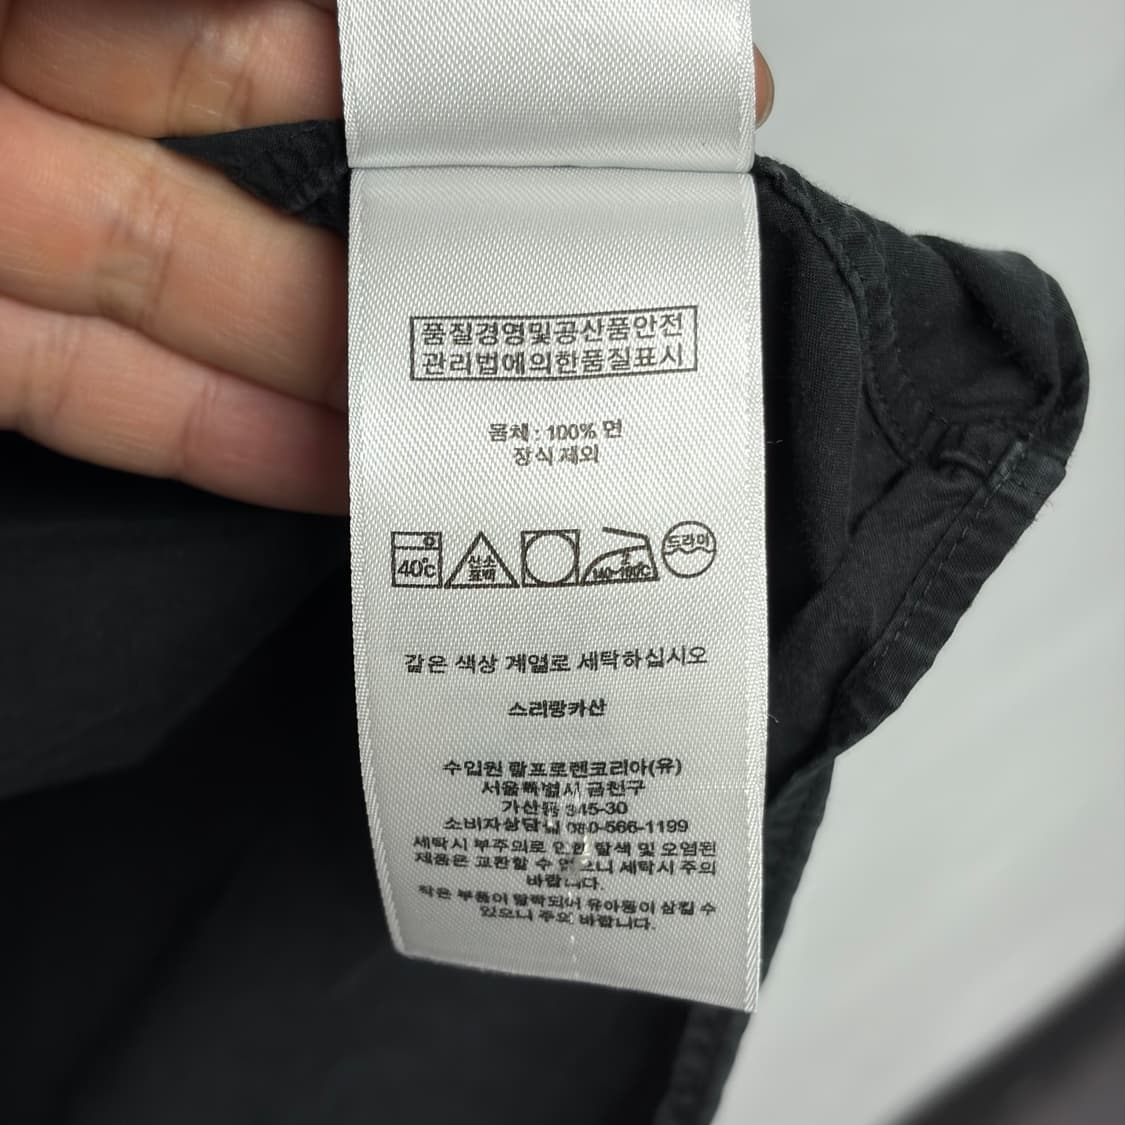 품질경영및공산품안전
관리법에의한품질표시
몸체 : 100% 면
장식 제외
40℃
산소
표백
140~160℃
드라이
같은 색상 계열로 세탁하십시오
스리랑카산
수입원 랄프로렌코리아(유)
서울특별시 금천구
가산동 345-30
소비자상담실 080-566-1199
세탁시 부주의로 인한 탈색 및 오염된
제품은 교환할 수 없으니 세탁시 주의
바랍니다.
작은 부품이 탈락되어 유아동이 삼킬 수
있으니 주의 바랍니다.